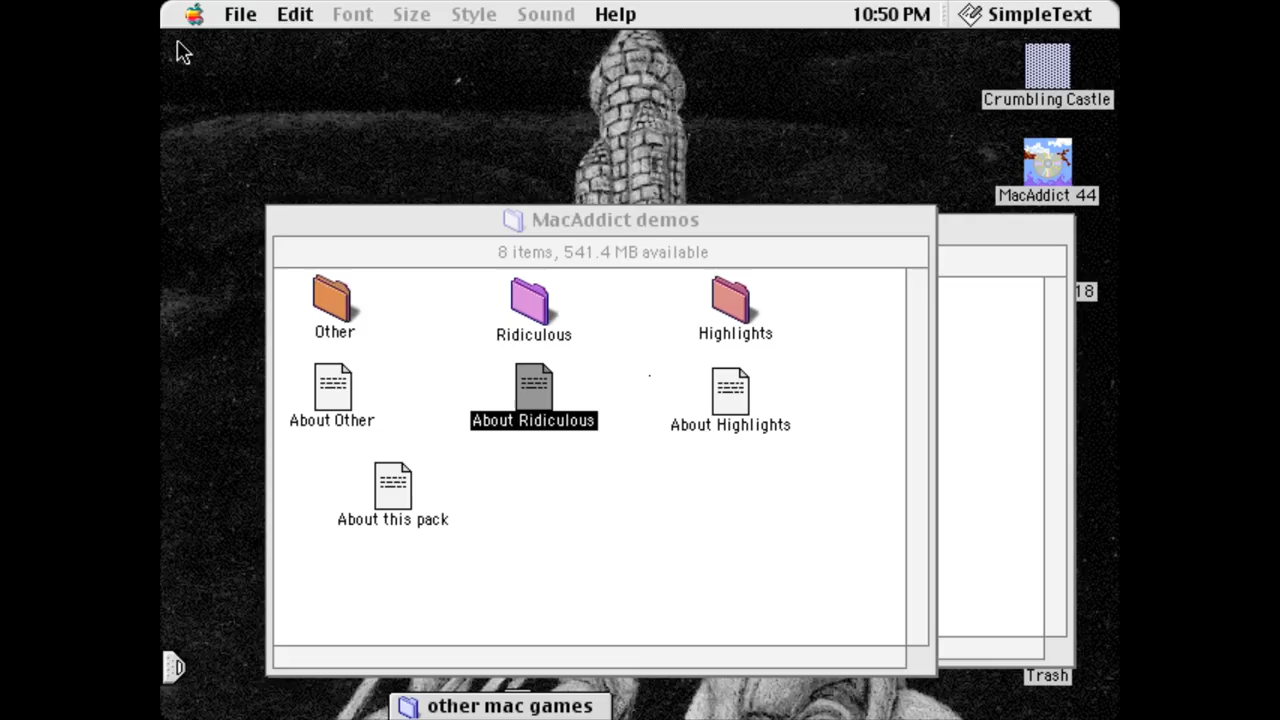 File Edit Font Size Style Sound Help 10:50 PM SimpleText
Crumbling Castle
MacAddict 44
MacAddict demos
8 items, 541.4 MB available
18
Other Ridiculous Highlights
About Other About Ridiculous About Highlights
About this pack
Trash
other mac games